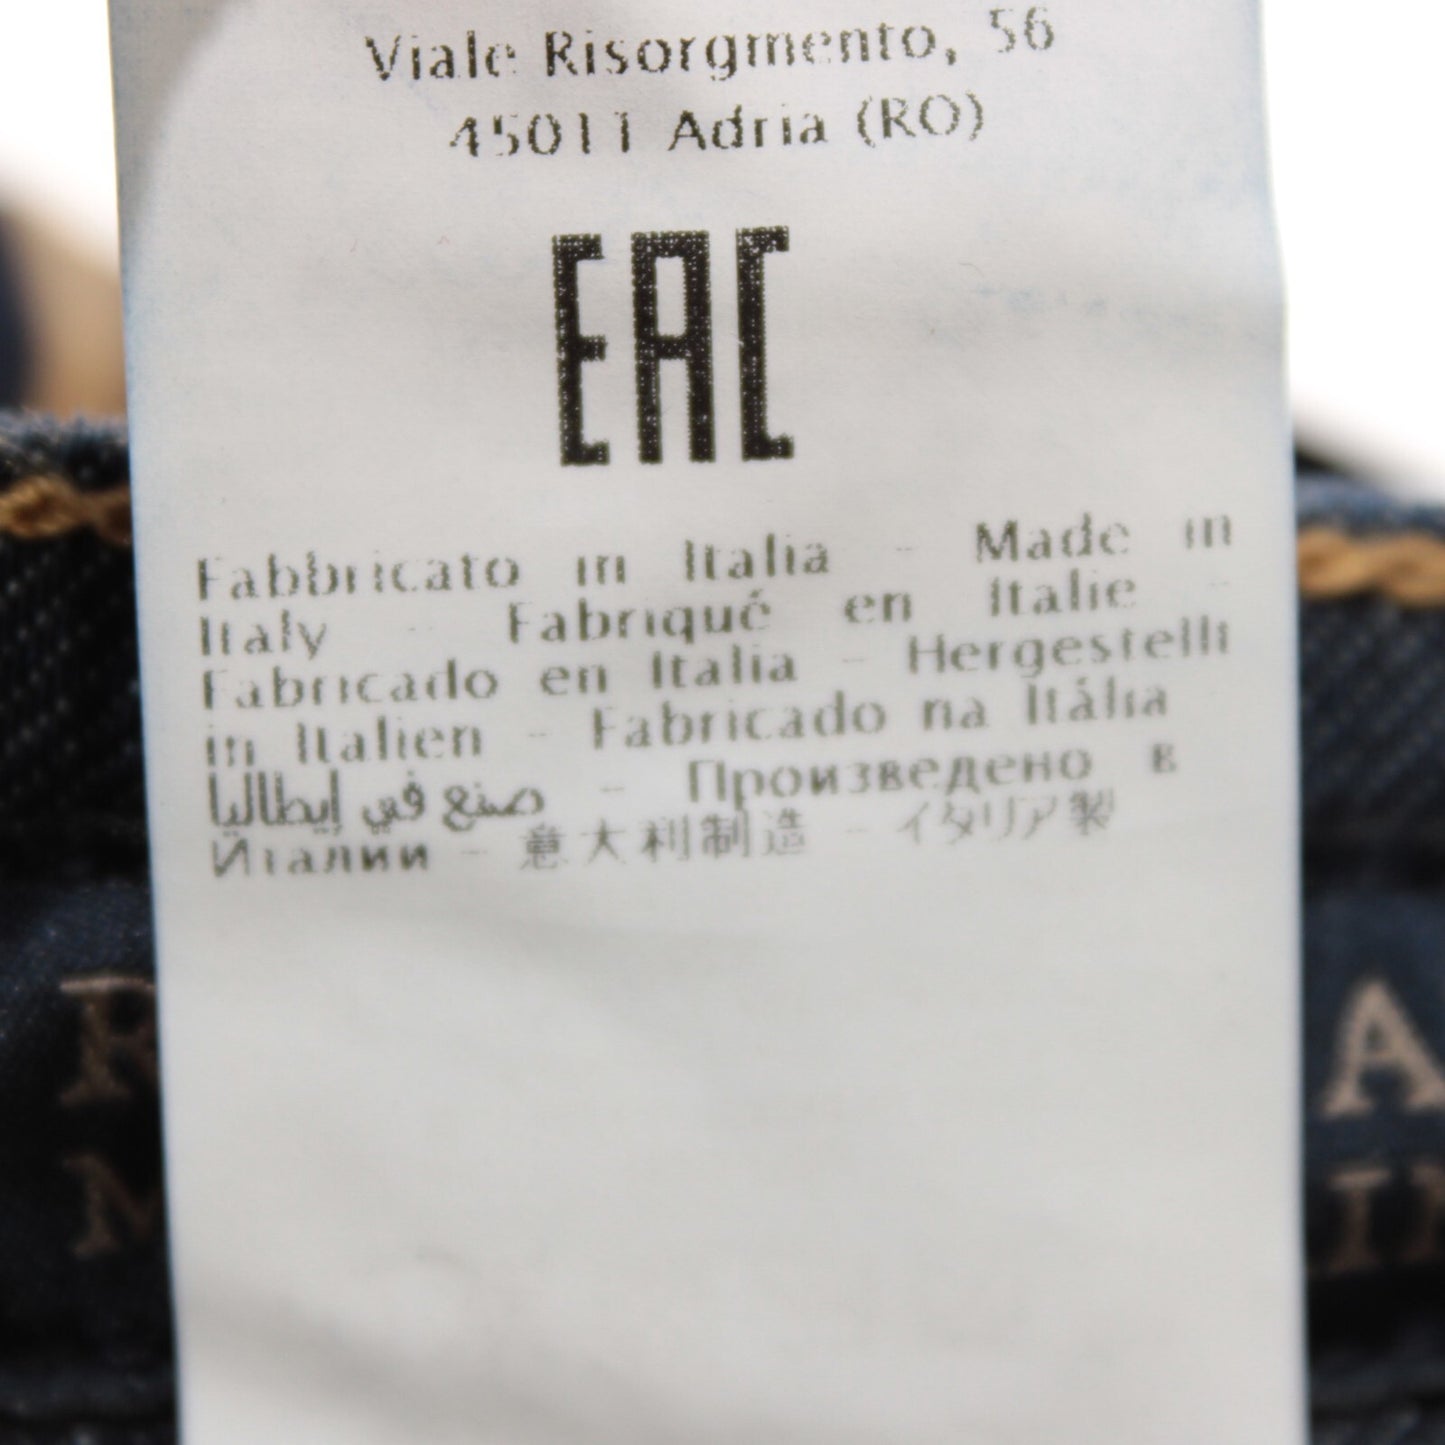 Viale Risorgmento, 56
45011 Adria (RO)
EAC
Fabbricato in Italia - Made in
Italy - Fabriqué en Italie -
Fabricado en Italia - Hergestellt
in Italien - Fabricado na Itália
صنع في إيطاليا - Произведено в
Италии - 意大利制造 - イタリア製
A